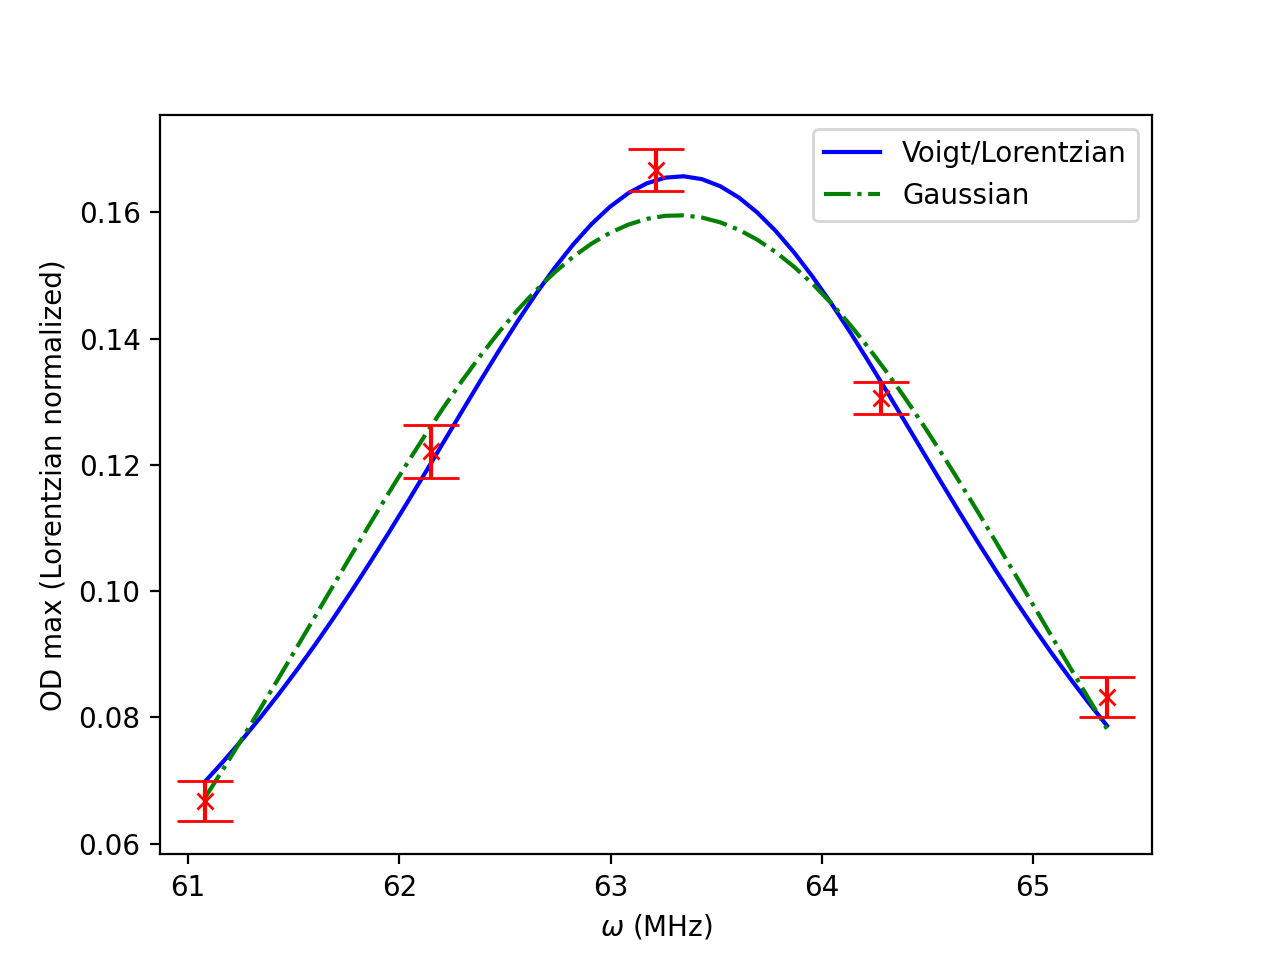 Voigt/Lorentzian
Gaussian
OD max (Lorentzian normalized)
0.16
0.14
0.12
0.10
0.08
0.06
61 62 63 64 65
ω (MHz)